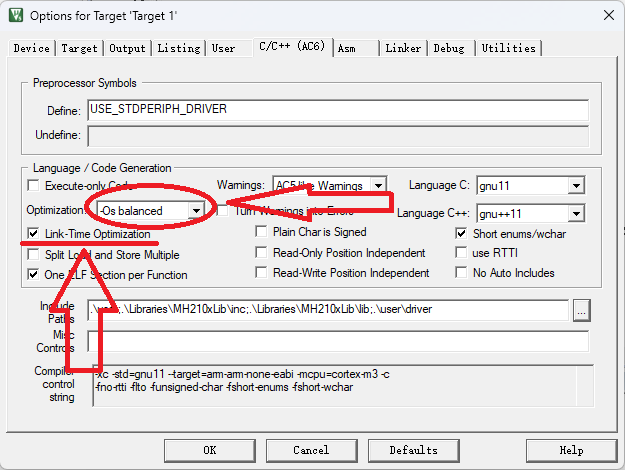 Options for Target 'Target 1'
Device Target Output Listing User C/C++ (AC6) Asm Linker Debug Utilities
Preprocessor Symbols
Define: USE_STDPERIPH_DRIVER
Undefine:
Language / Code Generation
Execute-only Code Warnings: AC5-like Warnings Language C: gnu11
Optimization: -Os balanced Turn Warnings into Errors Language C++: gnu++11
Link-Time Optimization Plain Char is Signed Short enums/wchar
Split Load and Store Multiple Read-Only Position Independent use RTTI
One ELF Section per Function Read-Write Position Independent No Auto Includes
Include Paths .\user;.\Libraries\MH210xLib\inc;.\Libraries\MH210xLib\lib;.\user\driver ...
Misc Controls
Compiler control string -xc -std=gnu11 --target=arm-arm-none-eabi -mcpu=cortex-m3 -c
-fno-rtti -flto -funsigned-char -fshort-enums -fshort-wchar
OK Cancel Defaults Help